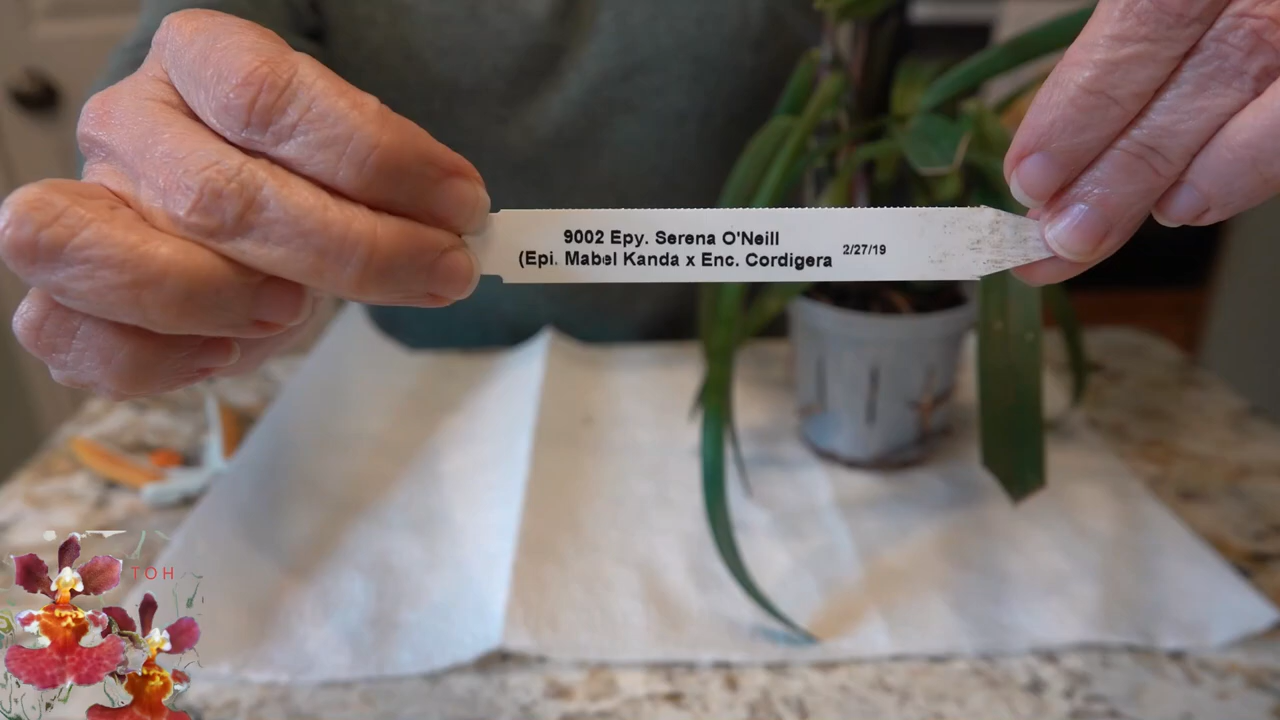 9002 Epy. Serena O'Neill
(Epi. Mabel Kanda x Enc. Cordigera
2/27/19
TOH